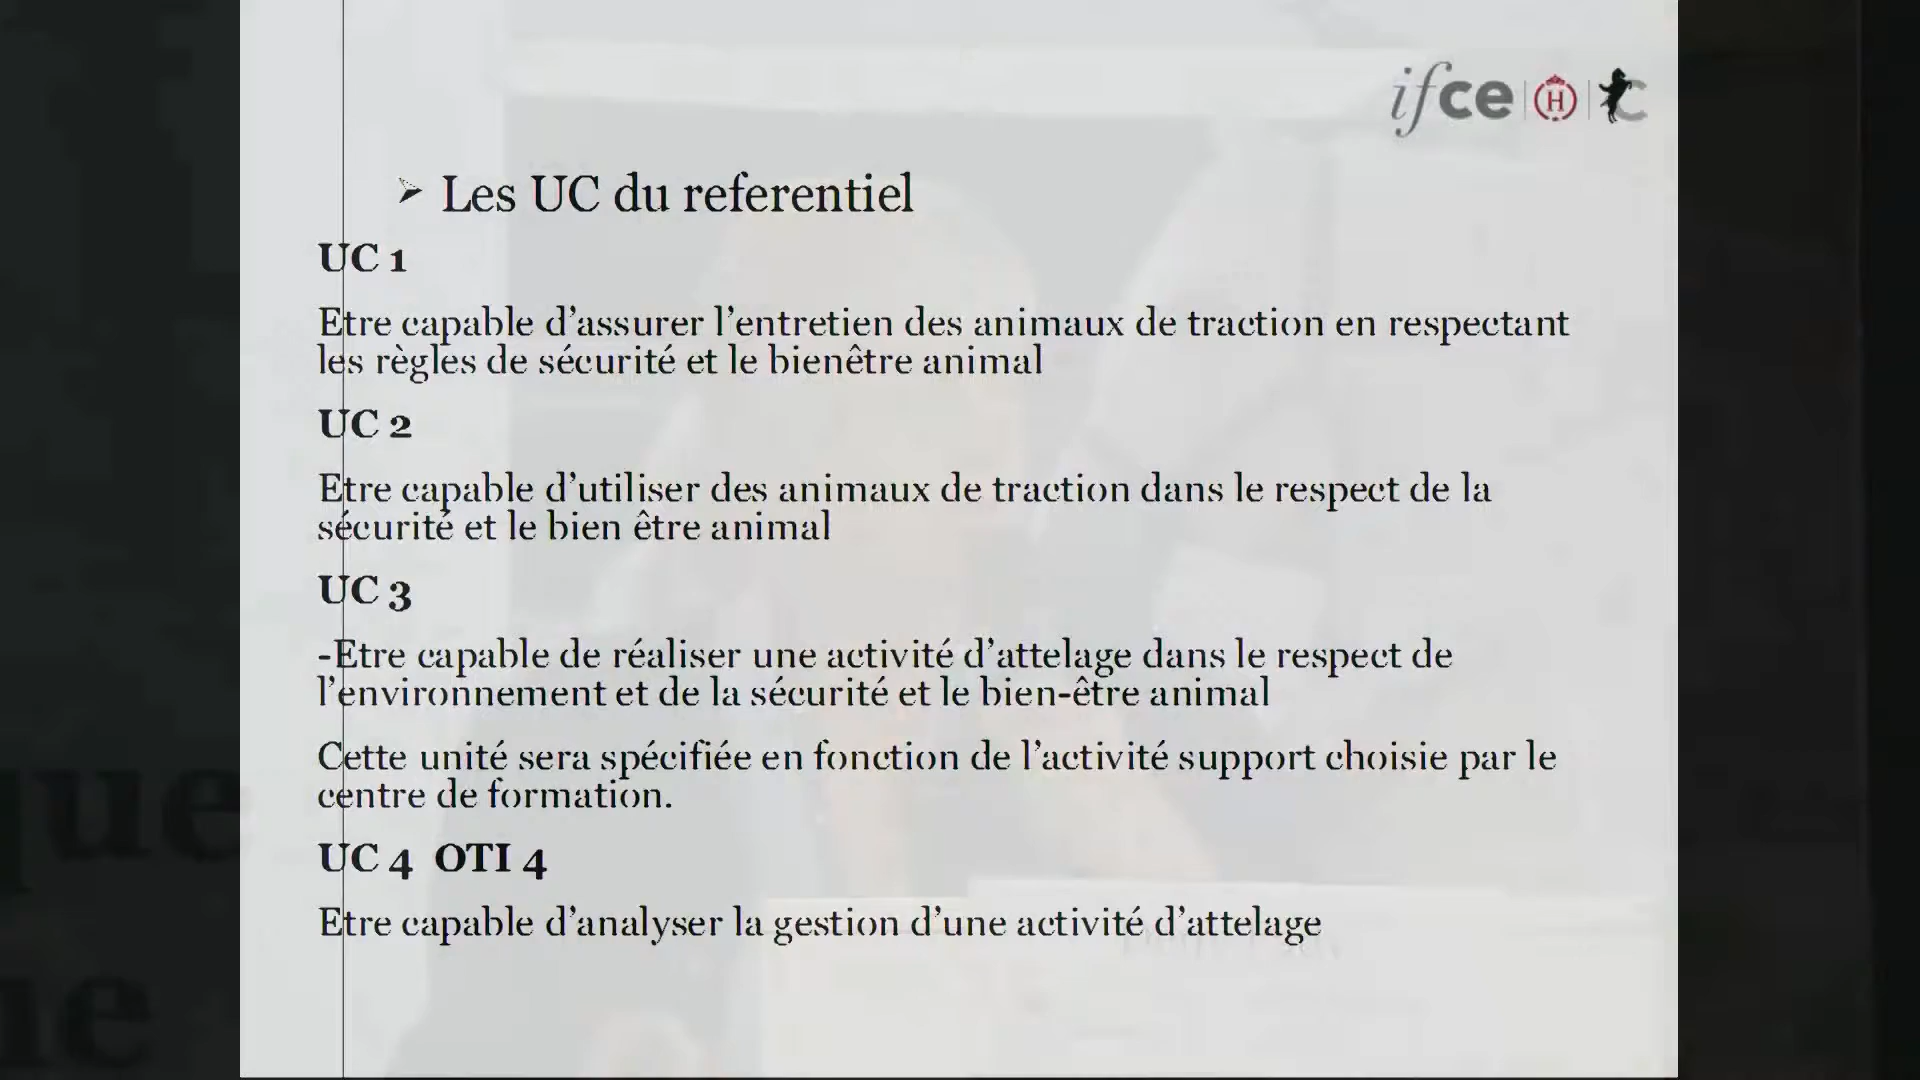 ifce H C
Les UC du referentiel
UC 1
Etre capable d’assurer l’entretien des animaux de traction en respectant
les règles de sécurité et le bienêtre animal
UC 2
Etre capable d’utiliser des animaux de traction dans le respect de la
sécurité et le bien être animal
UC 3
-Etre capable de réaliser une activité d’attelage dans le respect de
l’environnement et de la sécurité et le bien-être animal
Cette unité sera spécifiée en fonction de l’activité support choisie par le
centre de formation.
UC 4 OTI 4
Etre capable d’analyser la gestion d’une activité d’attelage